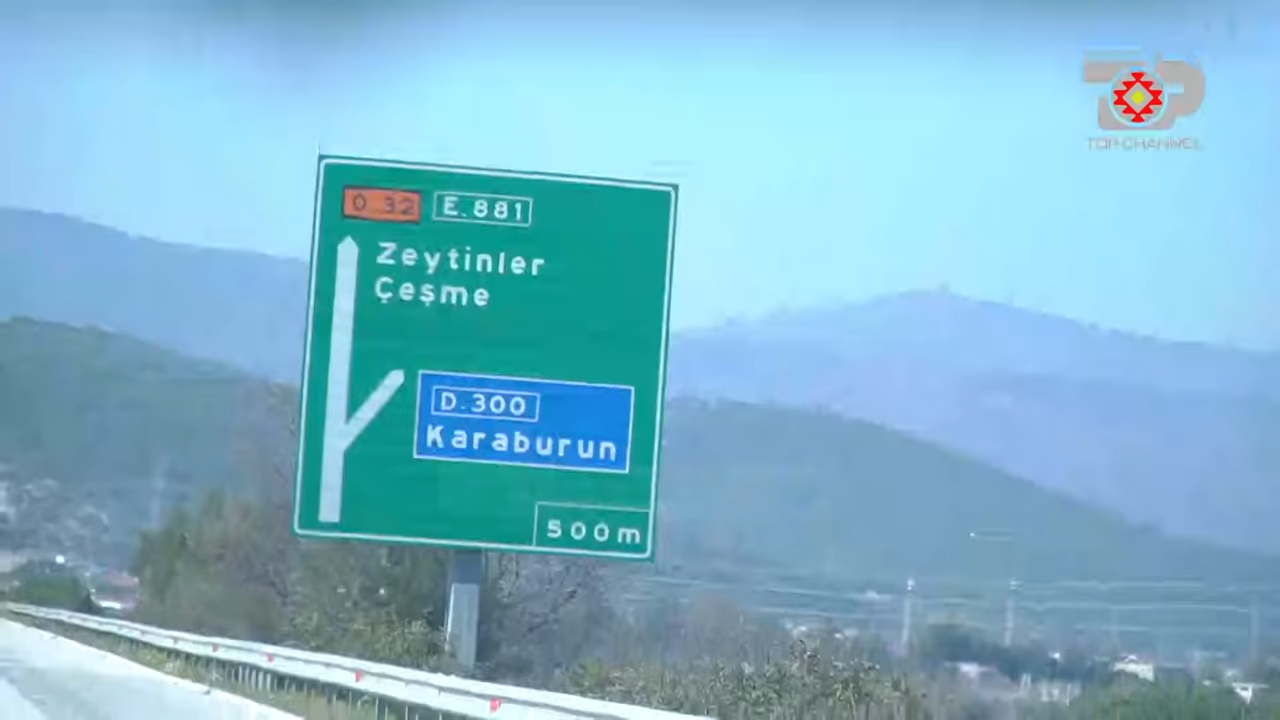 O.32 E.881
Zeytinler
Çeşme
D.300
Karaburun
500m
TOP CHANNEL